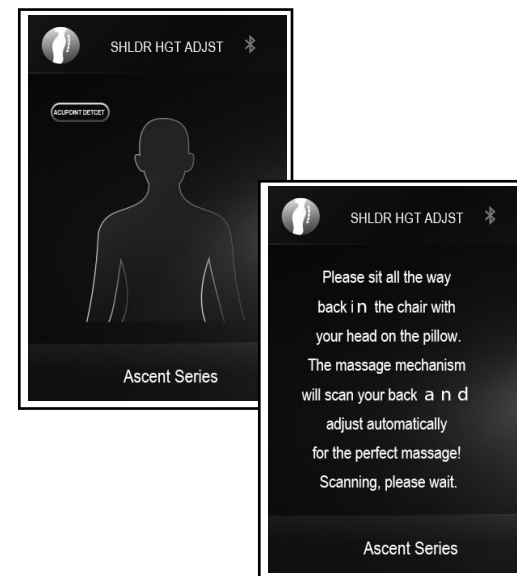 SHLDR HGT ADJST
ACUPOINT DETCET
Ascent Series
SHLDR HGT ADJST
Please sit all the way
back in the chair with
your head on the pillow.
The massage mechanism
will scan your back and
adjust automatically
for the perfect massage!
Scanning, please wait.
Ascent Series